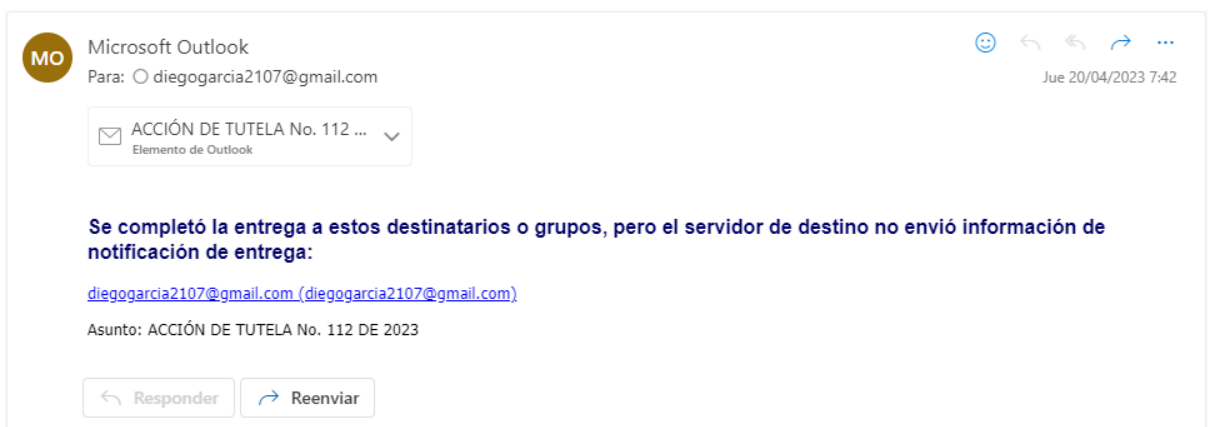 MO
Microsoft Outlook
Para: diegogarcia2107@gmail.com
Jue 20/04/2023 7:42
ACCIÓN DE TUTELA No. 112 ...
Elemento de Outlook
Se completó la entrega a estos destinatarios o grupos, pero el servidor de destino no envió información de
notificación de entrega:
diegogarcia2107@gmail.com (diegogarcia2107@gmail.com)
Asunto: ACCIÓN DE TUTELA No. 112 DE 2023
Responder
Reenviar